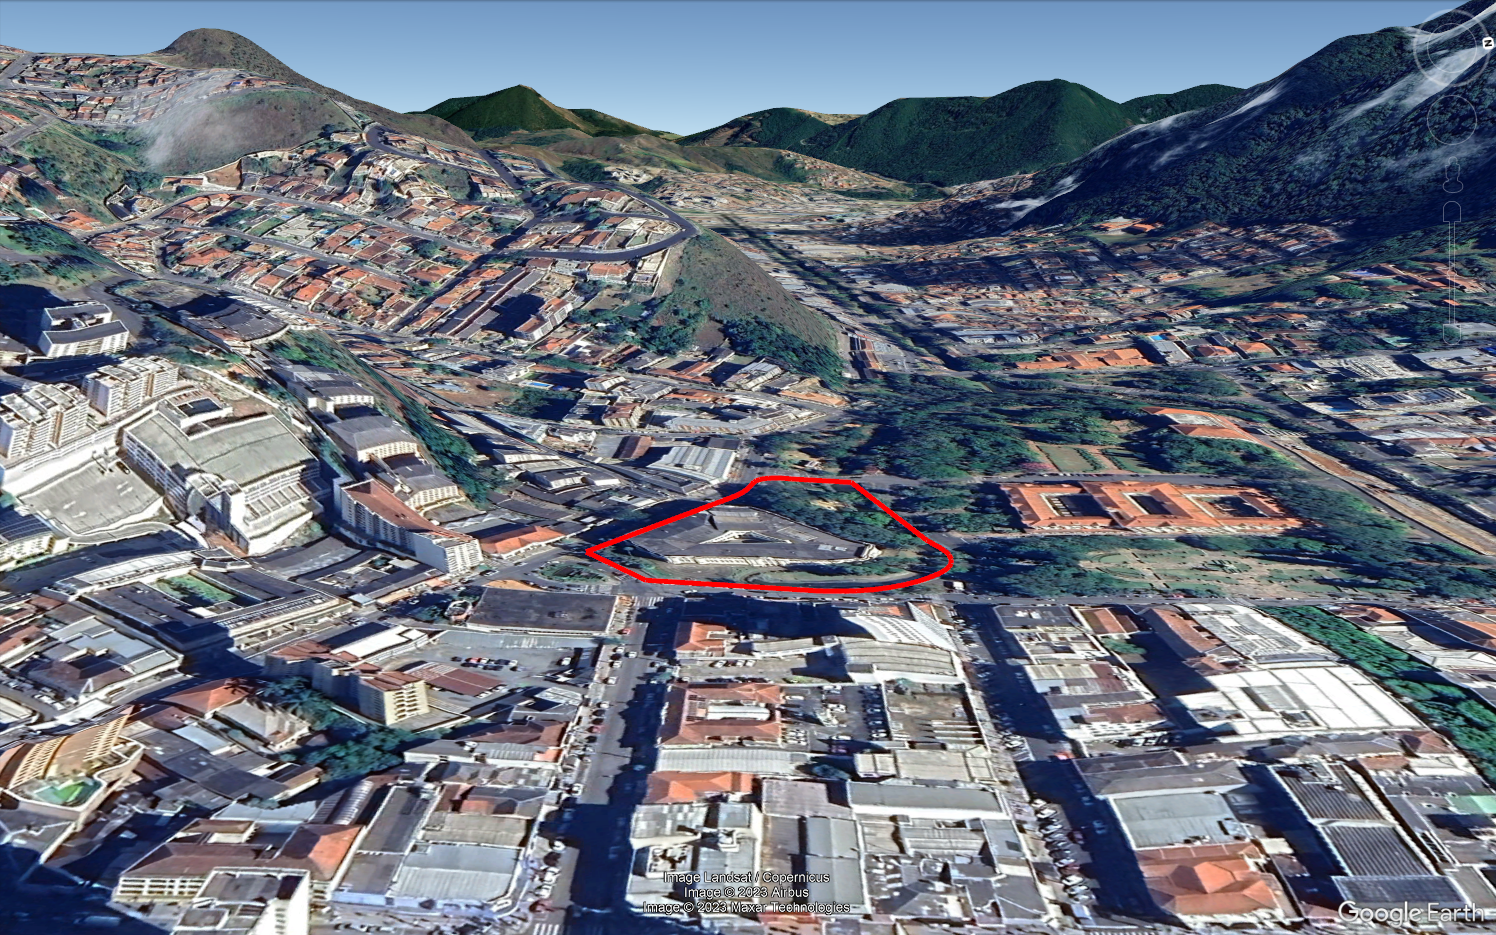 N
Image Landsat / Copernicus
Image © 2023 Airbus
Image © 2023 Maxar Technologies
Google Earth